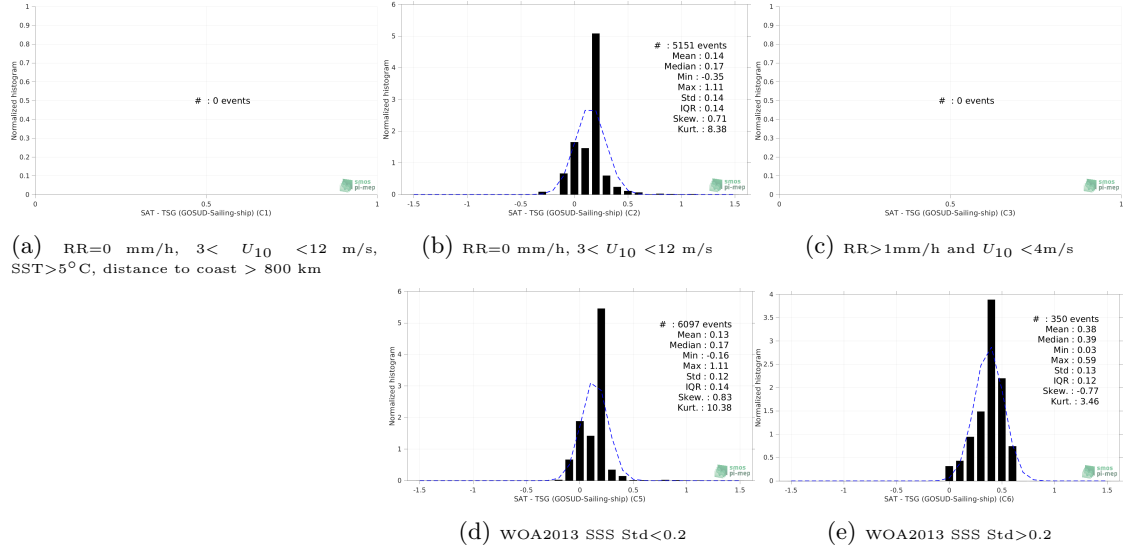 1
0.9
0.8
0.7
0.6
0.5
0.4
0.3
0.2
0.1
0
Normalized histogram
# : 0 events
0 0.5 1
SAT - TSG (GOSUD-Sailing-ship) (C1)
smos
pi-mep
(a) RR=0 mm/h, 3< U10 <12 m/s,
SST>5°C, distance to coast > 800 km
6
5
4
3
2
1
0
Normalized histogram
# : 5151 events
Mean : 0.14
Median : 0.17
Min : -0.35
Max : 1.11
Std : 0.14
IQR : 0.14
Skew. : 0.71
Kurt. : 8.38
-1.5 -1 -0.5 0 0.5 1 1.5
SAT - TSG (GOSUD-Sailing-ship) (C2)
smos
pi-mep
(b) RR=0 mm/h, 3< U10 <12 m/s
1
0.9
0.8
0.7
0.6
0.5
0.4
0.3
0.2
0.1
0
Normalized histogram
# : 0 events
0 0.5 1
SAT - TSG (GOSUD-Sailing-ship) (C3)
smos
pi-mep
(c) RR>1mm/h and U10 <4m/s
6
5
4
3
2
1
0
Normalized histogram
# : 6097 events
Mean : 0.13
Median : 0.17
Min : -0.16
Max : 1.11
Std : 0.12
IQR : 0.14
Skew. : 0.83
Kurt. : 10.38
-1.5 -1 -0.5 0 0.5 1 1.5
SAT - TSG (GOSUD-Sailing-ship) (C5)
smos
pi-mep
(d) WOA2013 SSS Std<0.2
4
3.5
3
2.5
2
1.5
1
0.5
0
Normalized histogram
# : 350 events
Mean : 0.38
Median : 0.39
Min : 0.03
Max : 0.59
Std : 0.13
IQR : 0.12
Skew. : -0.77
Kurt. : 3.46
-1.5 -1 -0.5 0 0.5 1 1.5
SAT - TSG (GOSUD-Sailing-ship) (C6)
smos
pi-mep
(e) WOA2013 SSS Std>0.2